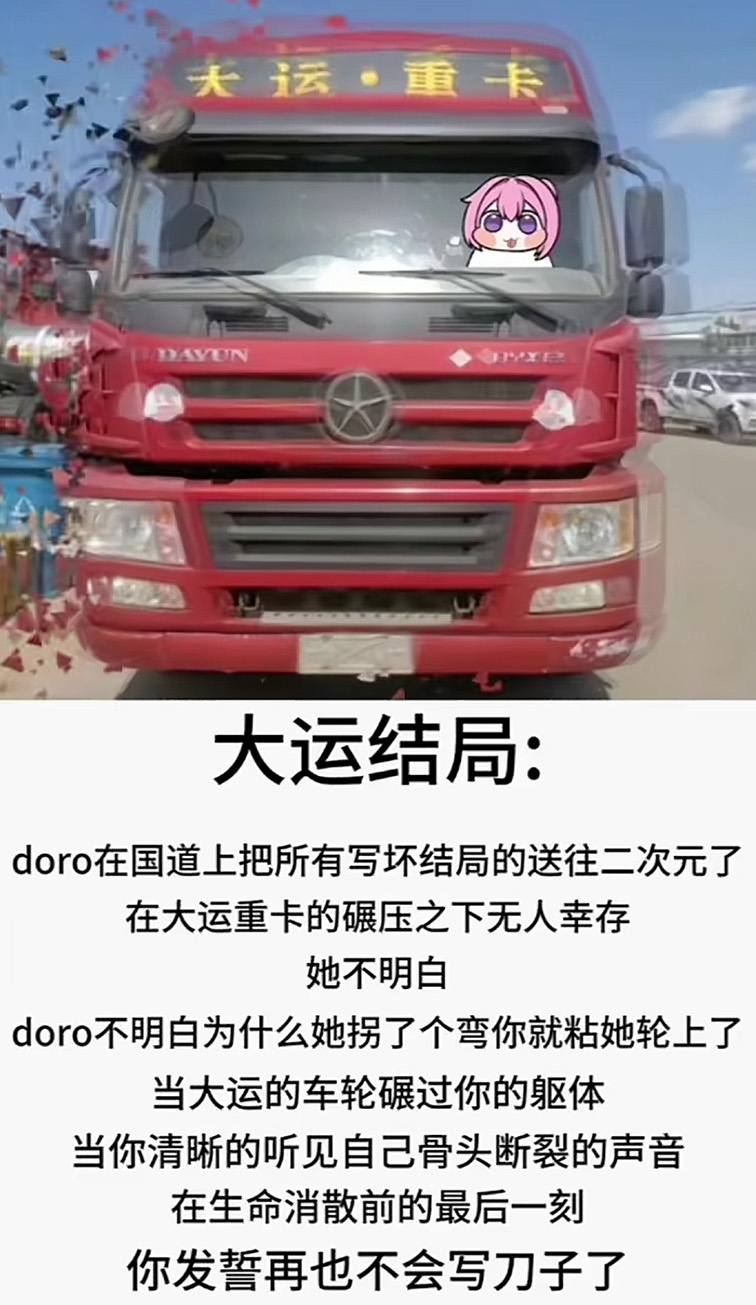 大运·重卡
DAYUN
大运结局:
doro在国道上把所有写坏结局的送往二次元了
在大运重卡的碾压之下无人幸存
她不明白
doro不明白为什么她拐了个弯你就粘她轮上了
当大运的车轮碾过你的躯体
当你清晰的听见自己骨头断裂的声音
在生命消散前的最后一刻
你发誓再也不会写刀子了